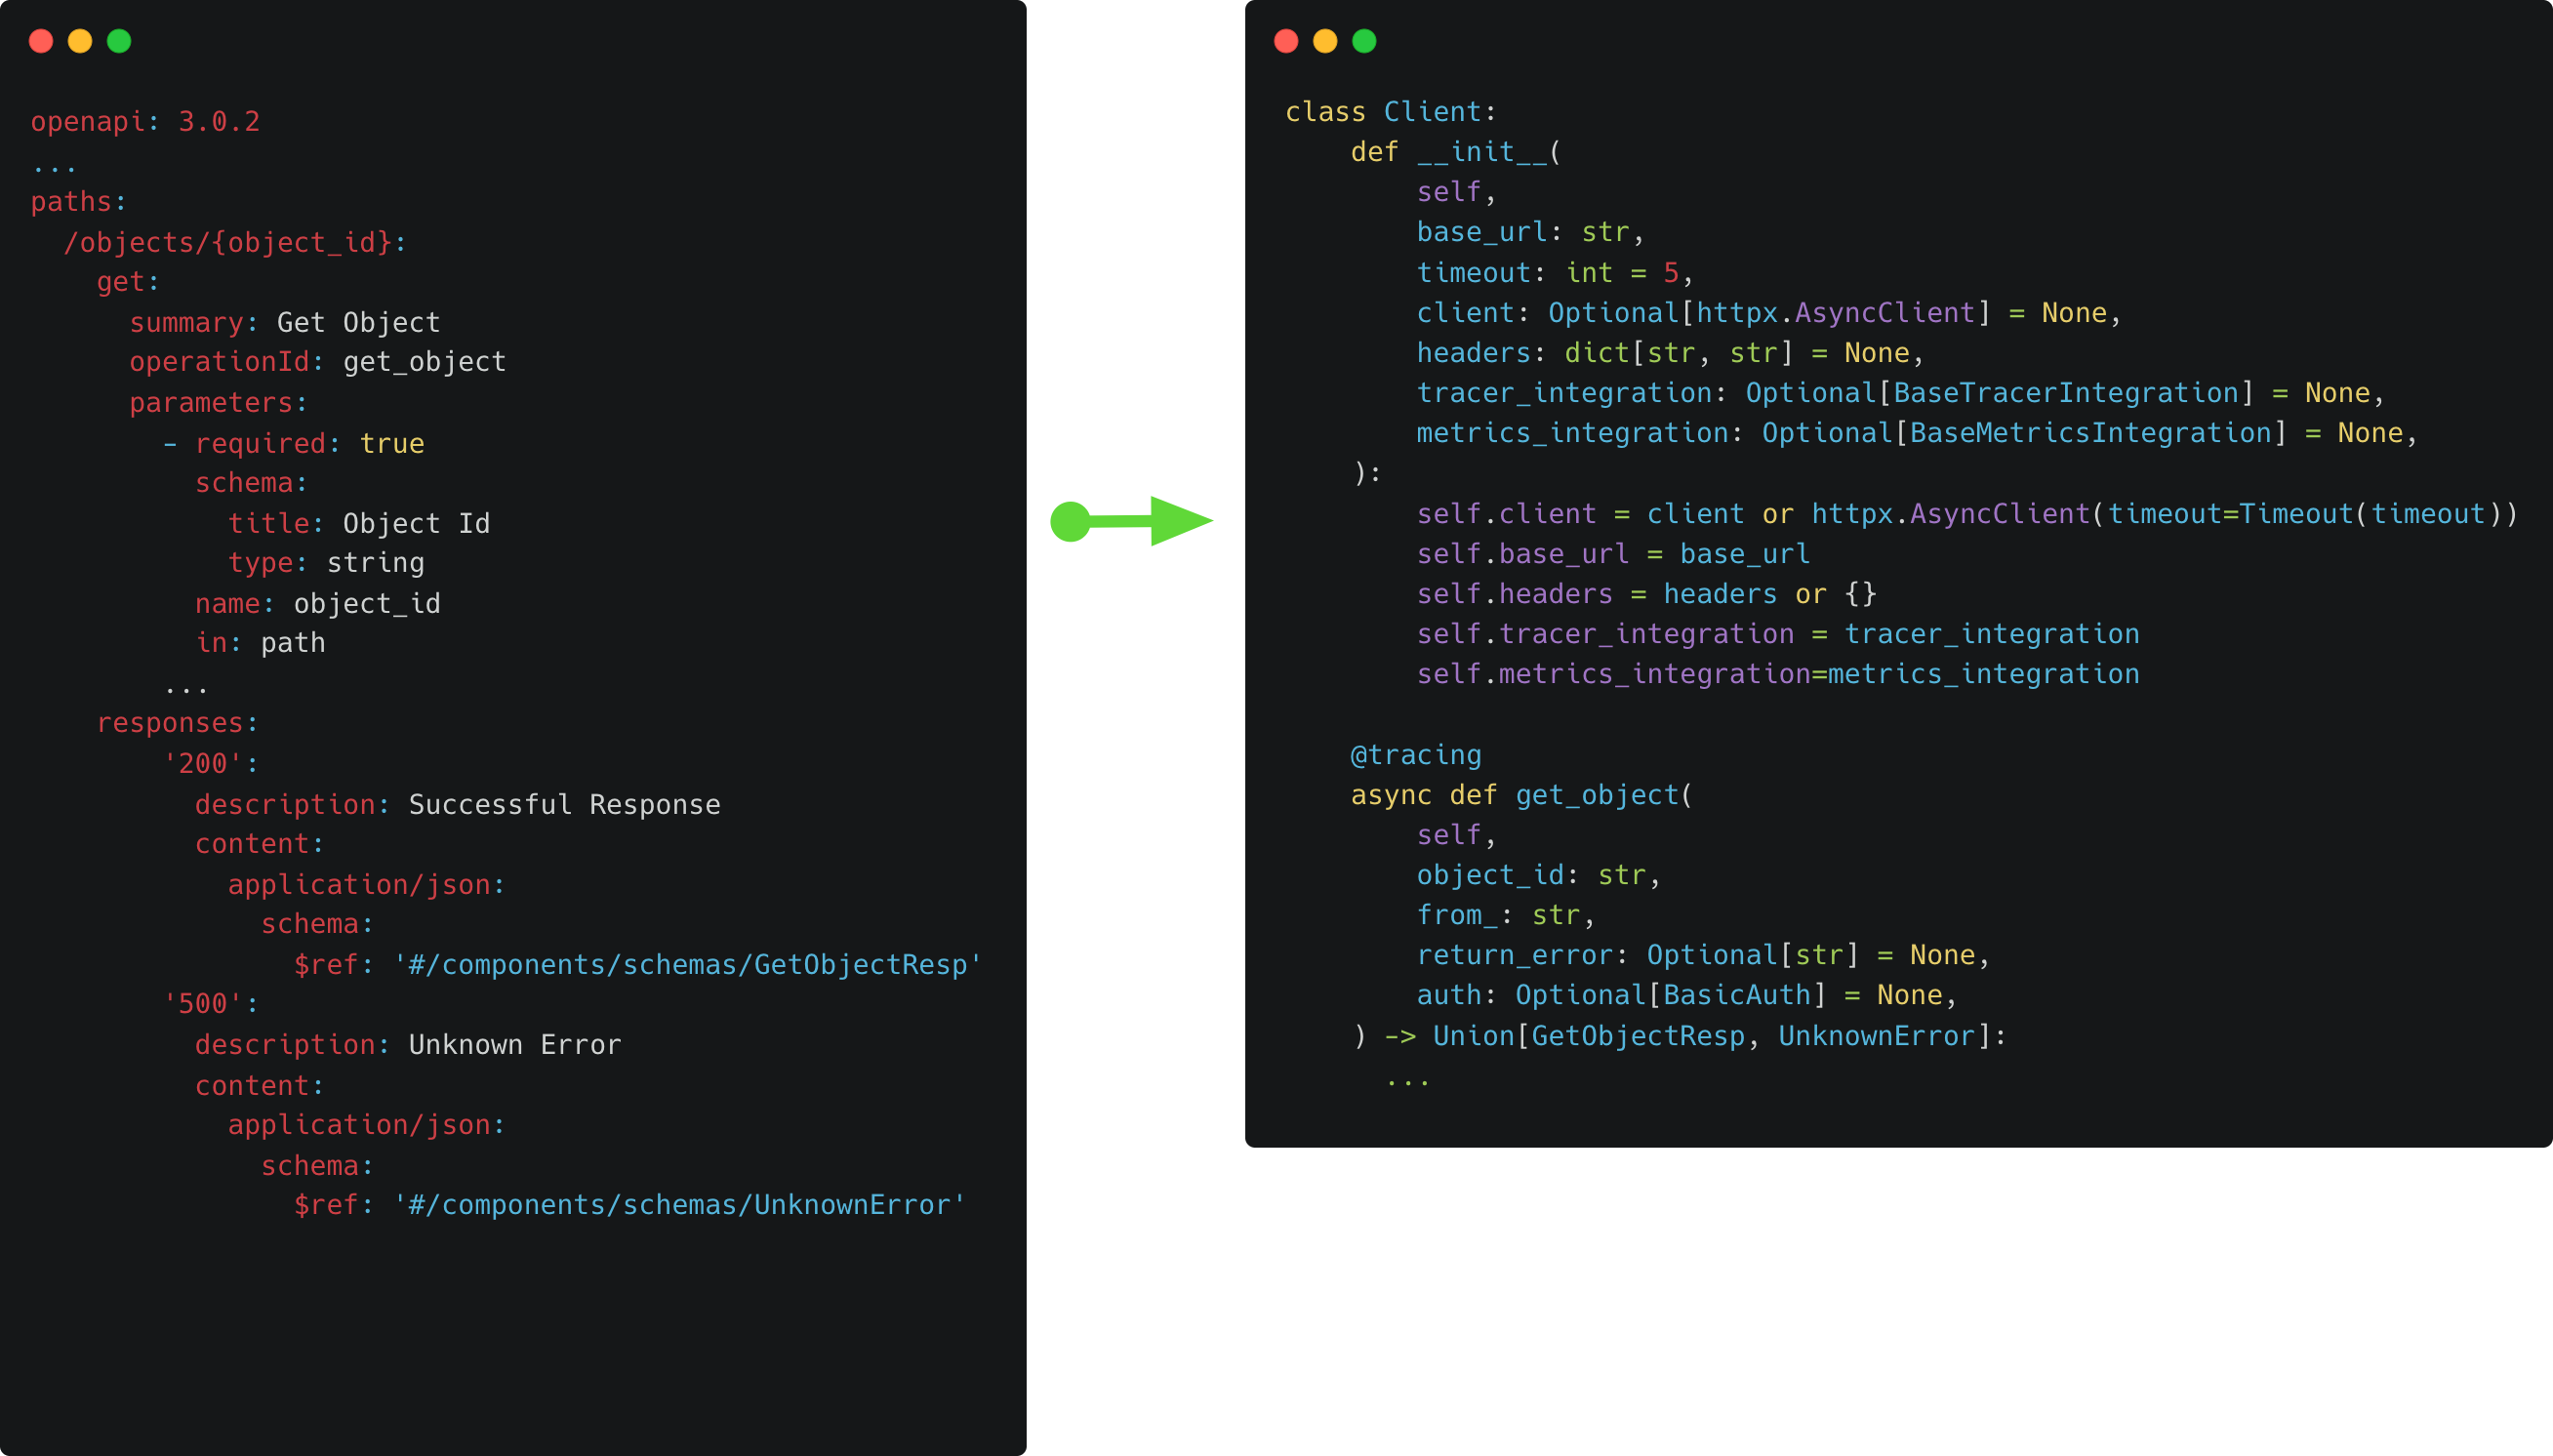 openapi: 3.0.2
...
paths:
  /objects/{object_id}:
    get:
      summary: Get Object
      operationId: get_object
      parameters:
        - required: true
          schema:
            title: Object Id
            type: string
          name: object_id
          in: path
        ...
    responses:
        '200':
          description: Successful Response
          content:
            application/json:
              schema:
                $ref: '#/components/schemas/GetObjectResp'
        '500':
          description: Unknown Error
          content:
            application/json:
              schema:
                $ref: '#/components/schemas/UnknownError'
class Client:
    def __init__(
        self,
        base_url: str,
        timeout: int = 5,
        client: Optional[httpx.AsyncClient] = None,
        headers: dict[str, str] = None,
        tracer_integration: Optional[BaseTracerIntegration] = None,
        metrics_integration: Optional[BaseMetricsIntegration] = None,
    ):
        self.client = client or httpx.AsyncClient(timeout=Timeout(timeout))
        self.base_url = base_url
        self.headers = headers or {}
        self.tracer_integration = tracer_integration
        self.metrics_integration=metrics_integration
    @tracing
    async def get_object(
        self,
        object_id: str,
        from_: str,
        return_error: Optional[str] = None,
        auth: Optional[BasicAuth] = None,
    ) -> Union[GetObjectResp, UnknownError]:
      ...